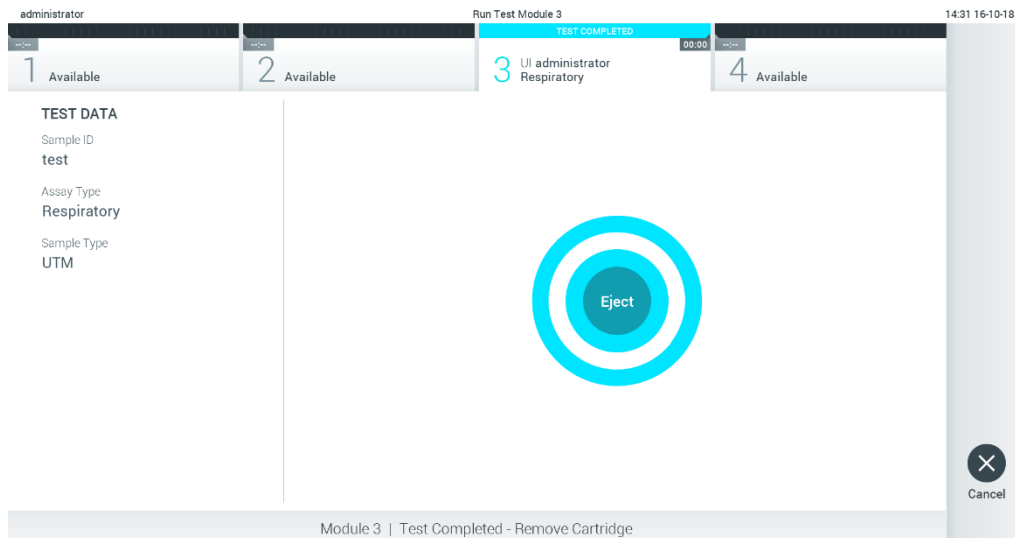 administrator
Run Test Module 3
14:31 16-10-18
TEST COMPLETED
--:--
--:--
00:00
--:--
1 Available
2 Available
3 UI administrator
Respiratory
4 Available
TEST DATA
Sample ID
test
Assay Type
Respiratory
Sample Type
UTM
Eject
Cancel
Module 3 | Test Completed - Remove Cartridge